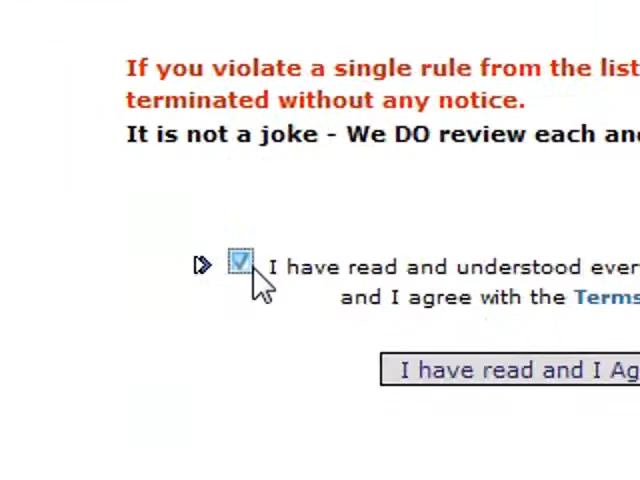 If you violate a single rule from the list
terminated without any notice.
It is not a joke - We DO review each and
I have read and understood ever
and I agree with the Terms
I have read and I Ag